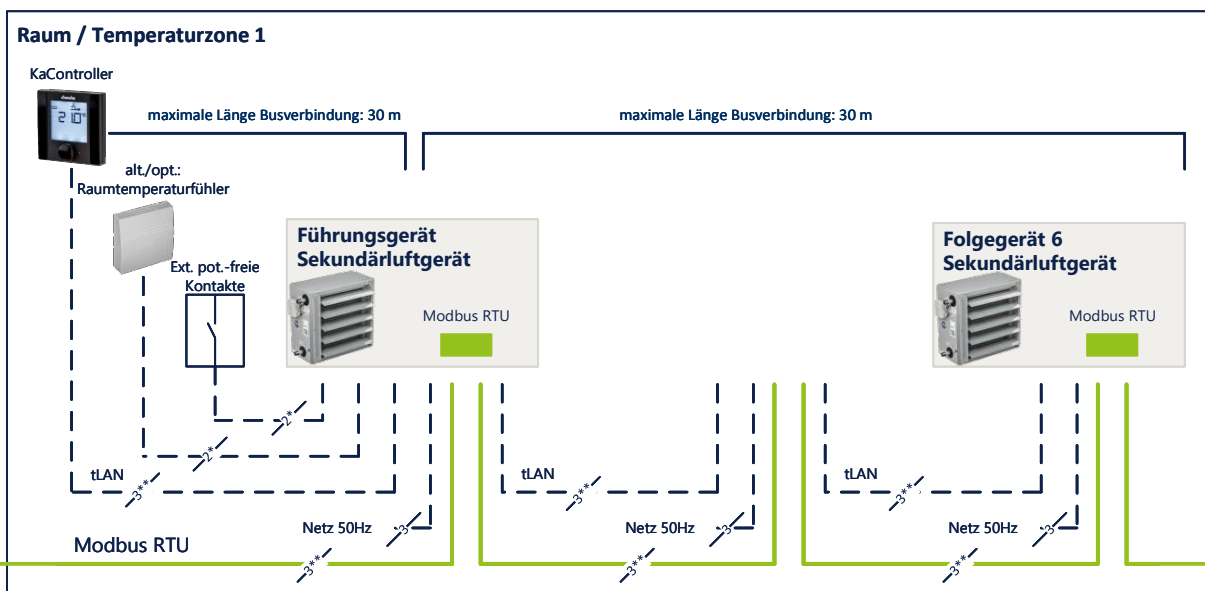 Raum / Temperaturzone 1
KaController
maximale Länge Busverbindung: 30 m
maximale Länge Busverbindung: 30 m
alt./opt.:
Raumtemperaturfühler
Ext. pot.-freie
Kontakte
Führungsgerät
Sekundärluftgerät
Modbus RTU
Folgegerät 6
Sekundärluftgerät
Modbus RTU
2*
2*
tLAN
3**
tLAN
3**
tLAN
3**
Netz 50Hz
3
Netz 50Hz
3
Netz 50Hz
3
Modbus RTU
3**
3**
3**